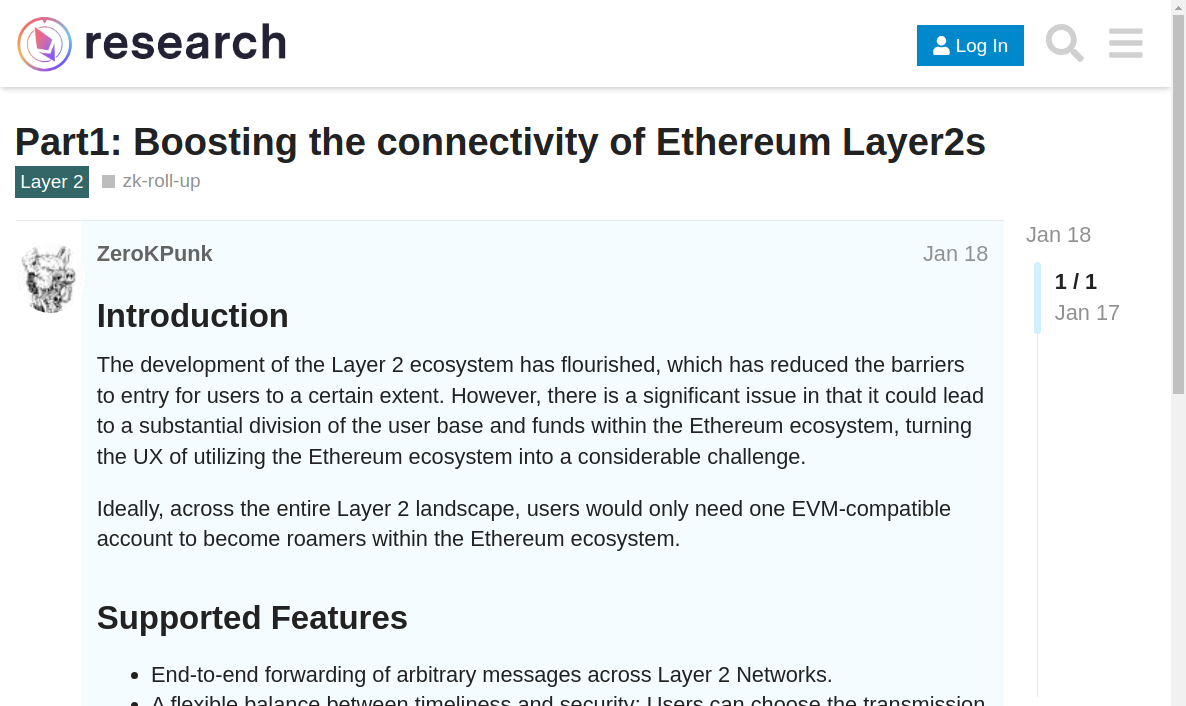 research
Log In
Part1: Boosting the connectivity of Ethereum Layer2s
Layer 2
zk-roll-up
ZeroKPunk
Jan 18
Jan 18
1 / 1
Jan 17
Introduction
The development of the Layer 2 ecosystem has flourished, which has reduced the barriers
to entry for users to a certain extent. However, there is a significant issue in that it could lead
to a substantial division of the user base and funds within the Ethereum ecosystem, turning
the UX of utilizing the Ethereum ecosystem into a considerable challenge.
Ideally, across the entire Layer 2 landscape, users would only need one EVM-compatible
account to become roamers within the Ethereum ecosystem.
Supported Features
• End-to-end forwarding of arbitrary messages across Layer 2 Networks.
• A flexible balance between timeliness and security: Users can choose the transmission